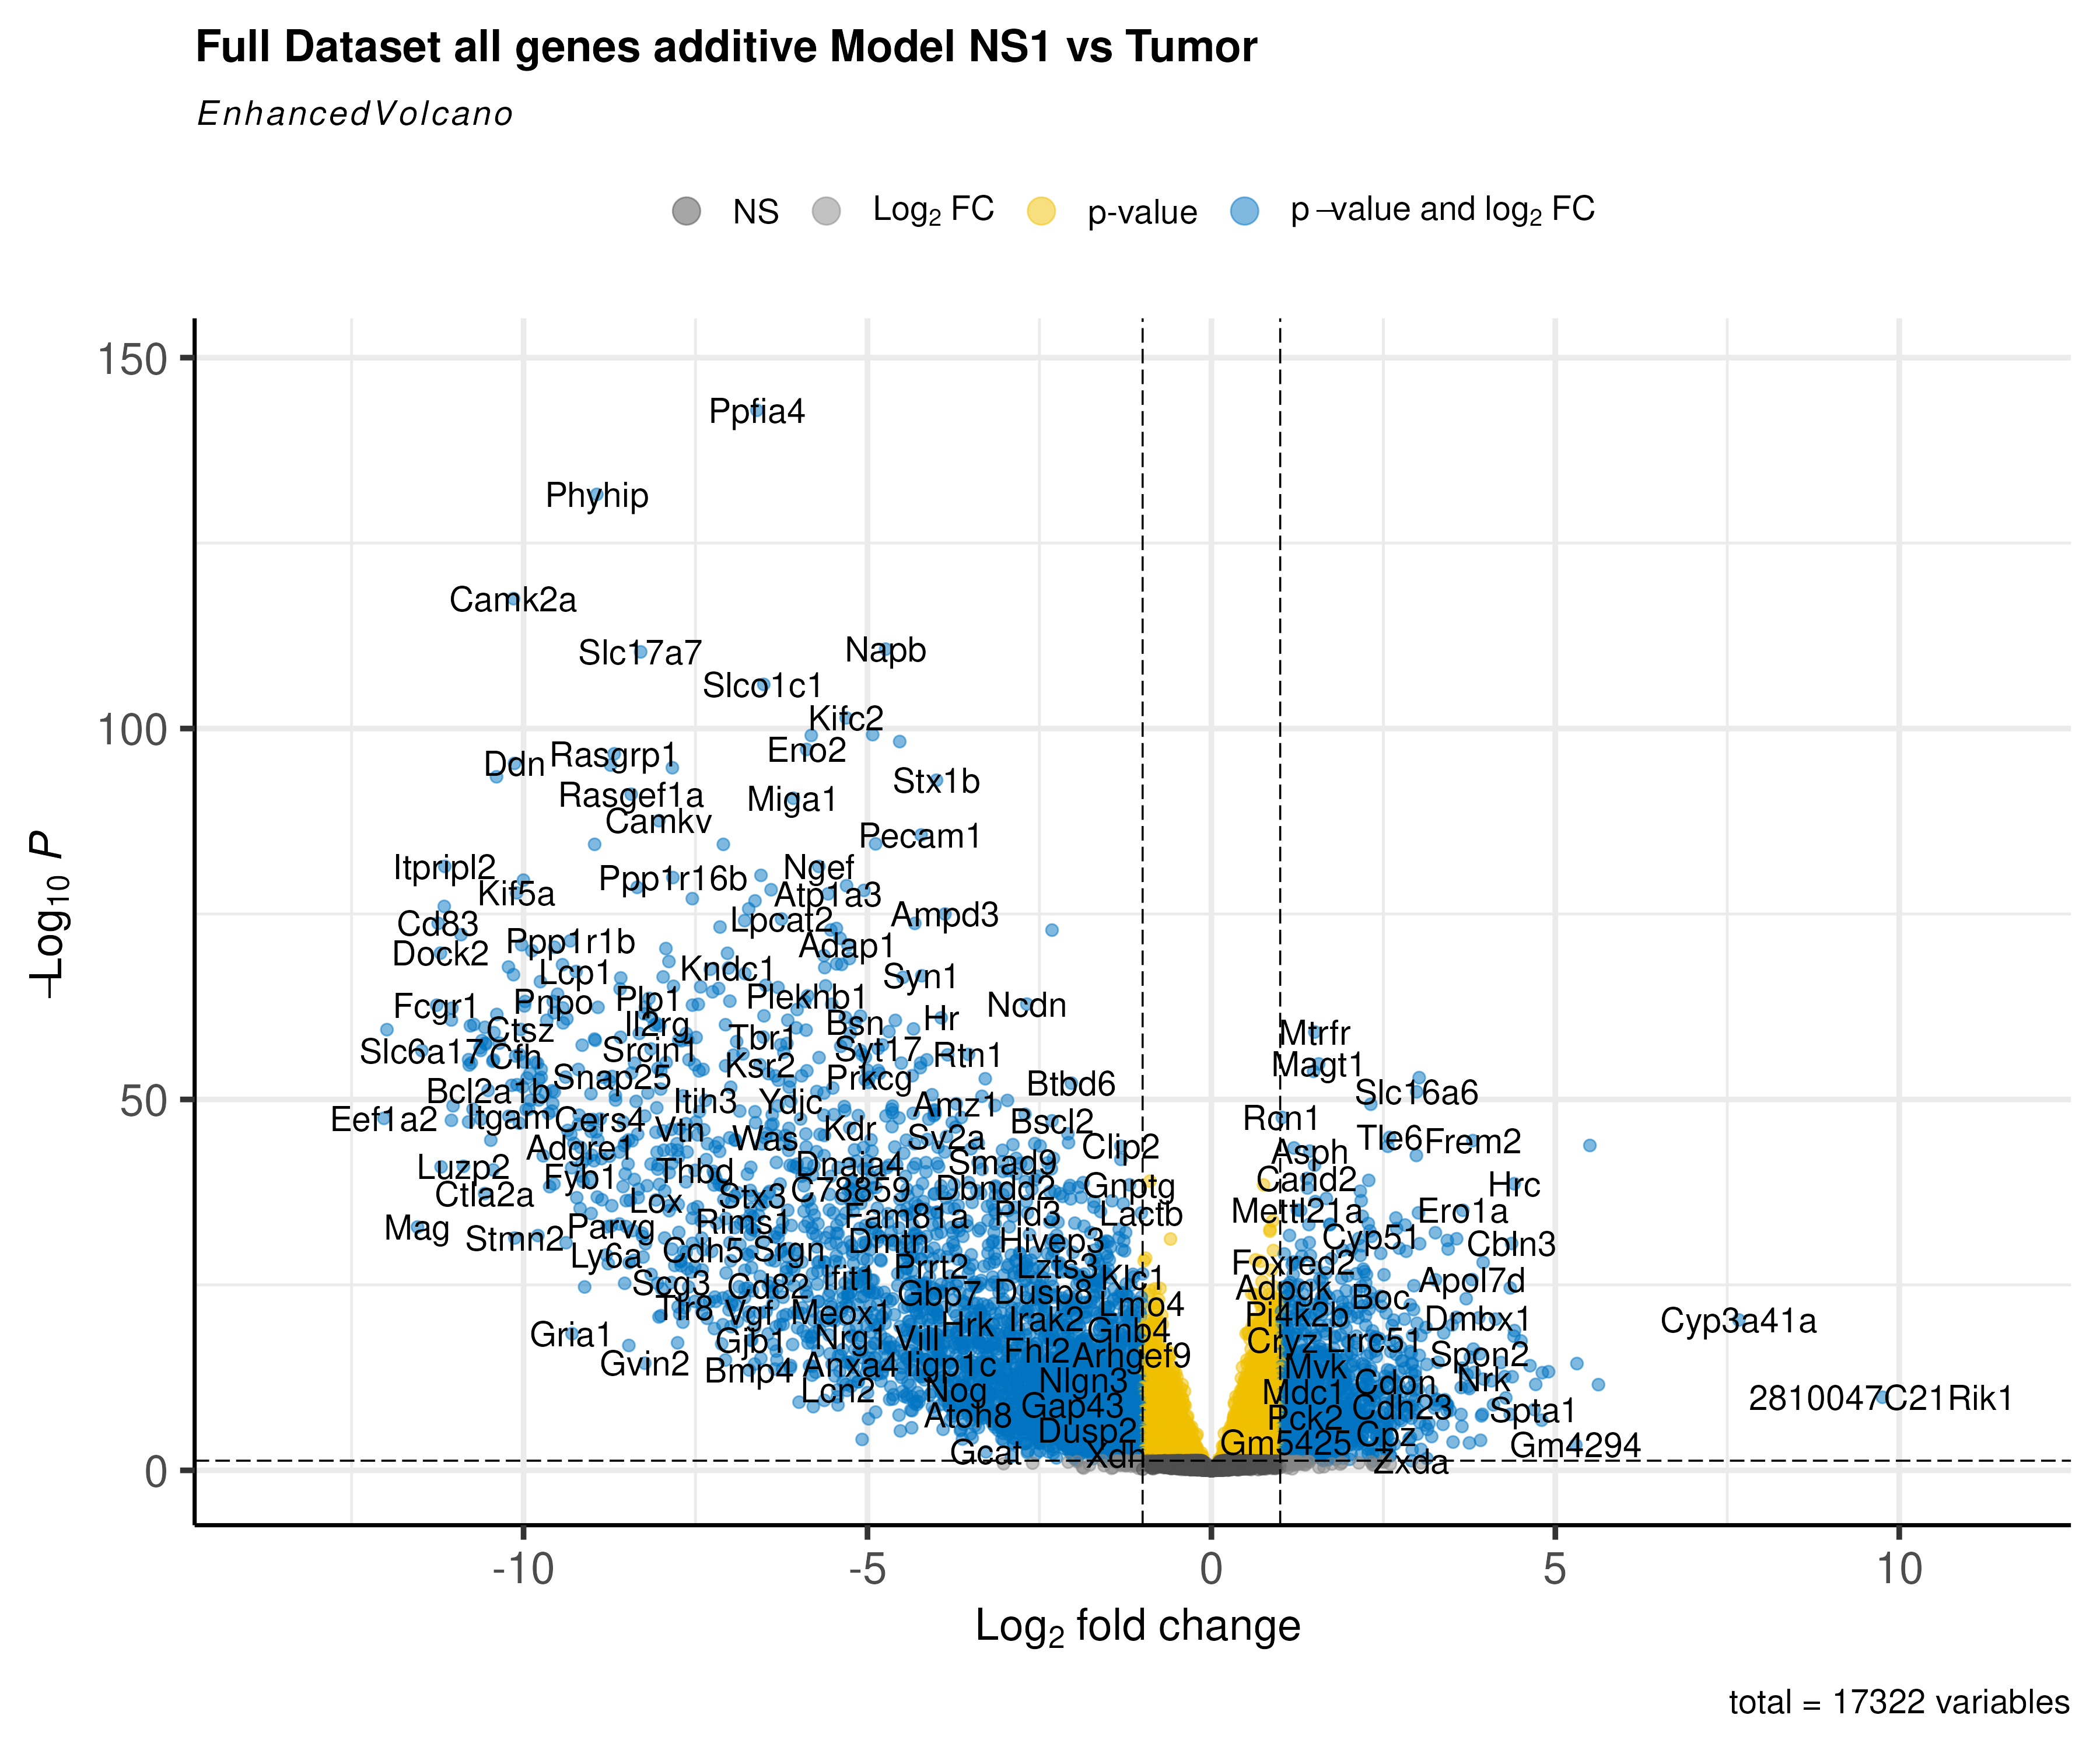 Full Dataset all genes additive Model NS1 vs Tumor
EnhancedVolcano
NS Log2 FC p-value p−value and log2 FC
−Log10 P
150
100
50
0
Ppfia4
Phyhip
Camk2a
Slc17a7 Napb
Slco1c1
Kifc2
Ddn Rasgrp1 Eno2
Stx1b
Rasgef1a Miga1
Camkv Pecam1
Itpripl2 Ngef
Kif5a Ppp1r16b Atp1a3
Cd83 Lpcat2 Ampd3
Dock2 Ppp1r1b Adap1
Lcp1 Kndc1 Syn1
Fcgr1 Pnpo Plp1 Plekhb1 Ncdn
Ctsz Il2rg Tbr1 Bsn Hr Mtrfr
Slc6a17 Cfh Srcin1 Ksr2 Syt17 Rtn1 Magt1
Bcl2a1b Snap25 Prkcg Btbd6 Slc16a6
Eef1a2 Itgam Cers4 Itih3 Ydjc Amz1 Bscl2 Rcn1
Adgre1 Vtn Was Kdr Sv2a Clip2 Asph Tle6 Frem2
Luzp2 Fyb1 Thbd Dnaja4 Smad9 Cand2 Hrc
Ctla2a Lox Stx3 C78859 Dbndd2 Gnptg
Mag Stmn2 Parvg Rims1 Fam81a Pld3 Lactb Mettl21a Ero1a
Ly6a Cdh5 Srgn Dmtn Hivep3 Cyp51 Cbln3
Scg3 Cd82 Ifit1 Prrt2 Lzts3 Klc1 Foxred2 Apol7d
Tlr8 Vgf Meox1 Gbp7 Dusp8 Lmo4 Adpgk Boc
Gria1 Gjb1 Nrg1 Vill Hrk Irak2 Gnb4 Pi4k2b Dmbx1 Cyp3a41a
Gvin2 Bmp4 Anxa4 Iigp1c Fhl2 Arhgef9 Cryz Lrrc51 Spon2
Lcn2 Nog Nlgn3 Mvk Cdon Nrk
Atoh8 Gap43 Mdc1 Cdh23 Spta1 2810047C21Rik1
Dusp2 Pck2 Cpz
Gcat Xdh Gm5425 Zxda Gm4294
-10 -5 0 5 10
Log2 fold change
total = 17322 variables